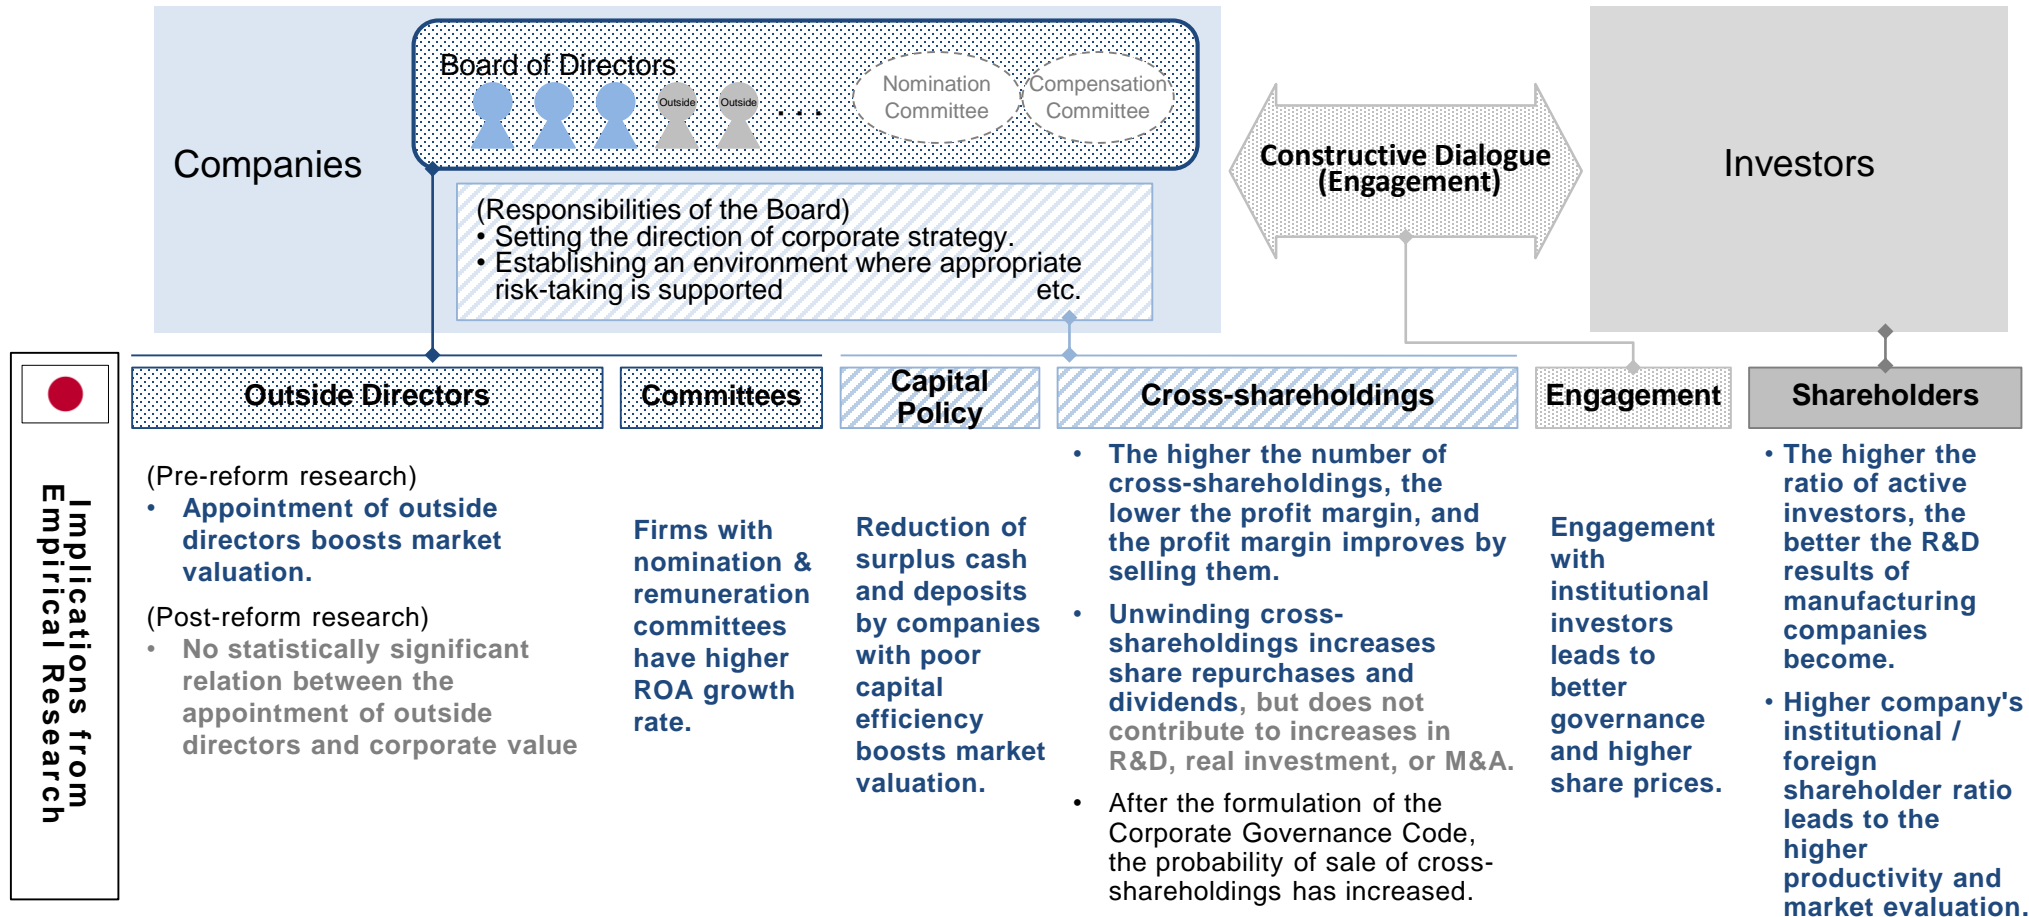 Companies
Board of Directors
Outside
Outside
. . .
Nomination
Committee
Compensation
Committee
(Responsibilities of the Board)
• Setting the direction of corporate strategy.
• Establishing an environment where appropriate
risk-taking is supported etc.
Constructive Dialogue
(Engagement)
Investors
Implications from
Empirical Research
Outside Directors
(Pre-reform research)
• Appointment of outside
directors boosts market
valuation.
(Post-reform research)
• No statistically significant
relation between the
appointment of outside
directors and corporate value
Committees
Firms with
nomination &
remuneration
committees
have higher
ROA growth
rate.
Capital
Policy
Reduction of
surplus cash
and deposits
by companies
with poor
capital
efficiency
boosts market
valuation.
Cross-shareholdings
• The higher the number of
cross-shareholdings, the
lower the profit margin, and
the profit margin improves by
selling them.
• Unwinding cross-
shareholdings increases
share repurchases and
dividends, but does not
contribute to increases in
R&D, real investment, or M&A.
• After the formulation of the
Corporate Governance Code,
the probability of sale of cross-
shareholdings has increased.
Engagement
Engagement
with
institutional
investors
leads to
better
governance
and higher
share prices.
Shareholders
• The higher the
ratio of active
investors, the
better the R&D
results of
manufacturing
companies
become.
• Higher company's
institutional /
foreign
shareholder ratio
leads to the
higher
productivity and
market evaluation.